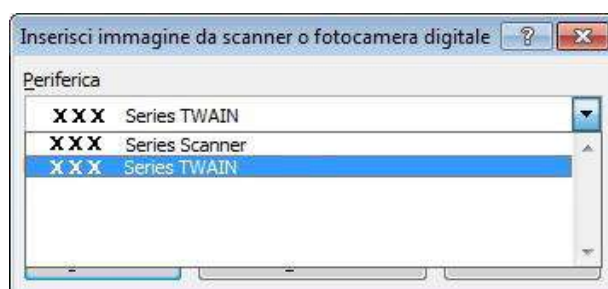 Inserisci immagine da scanner o fotocamera digitale
Periferica
XXX Series TWAIN
XXX Series Scanner
XXX Series TWAIN